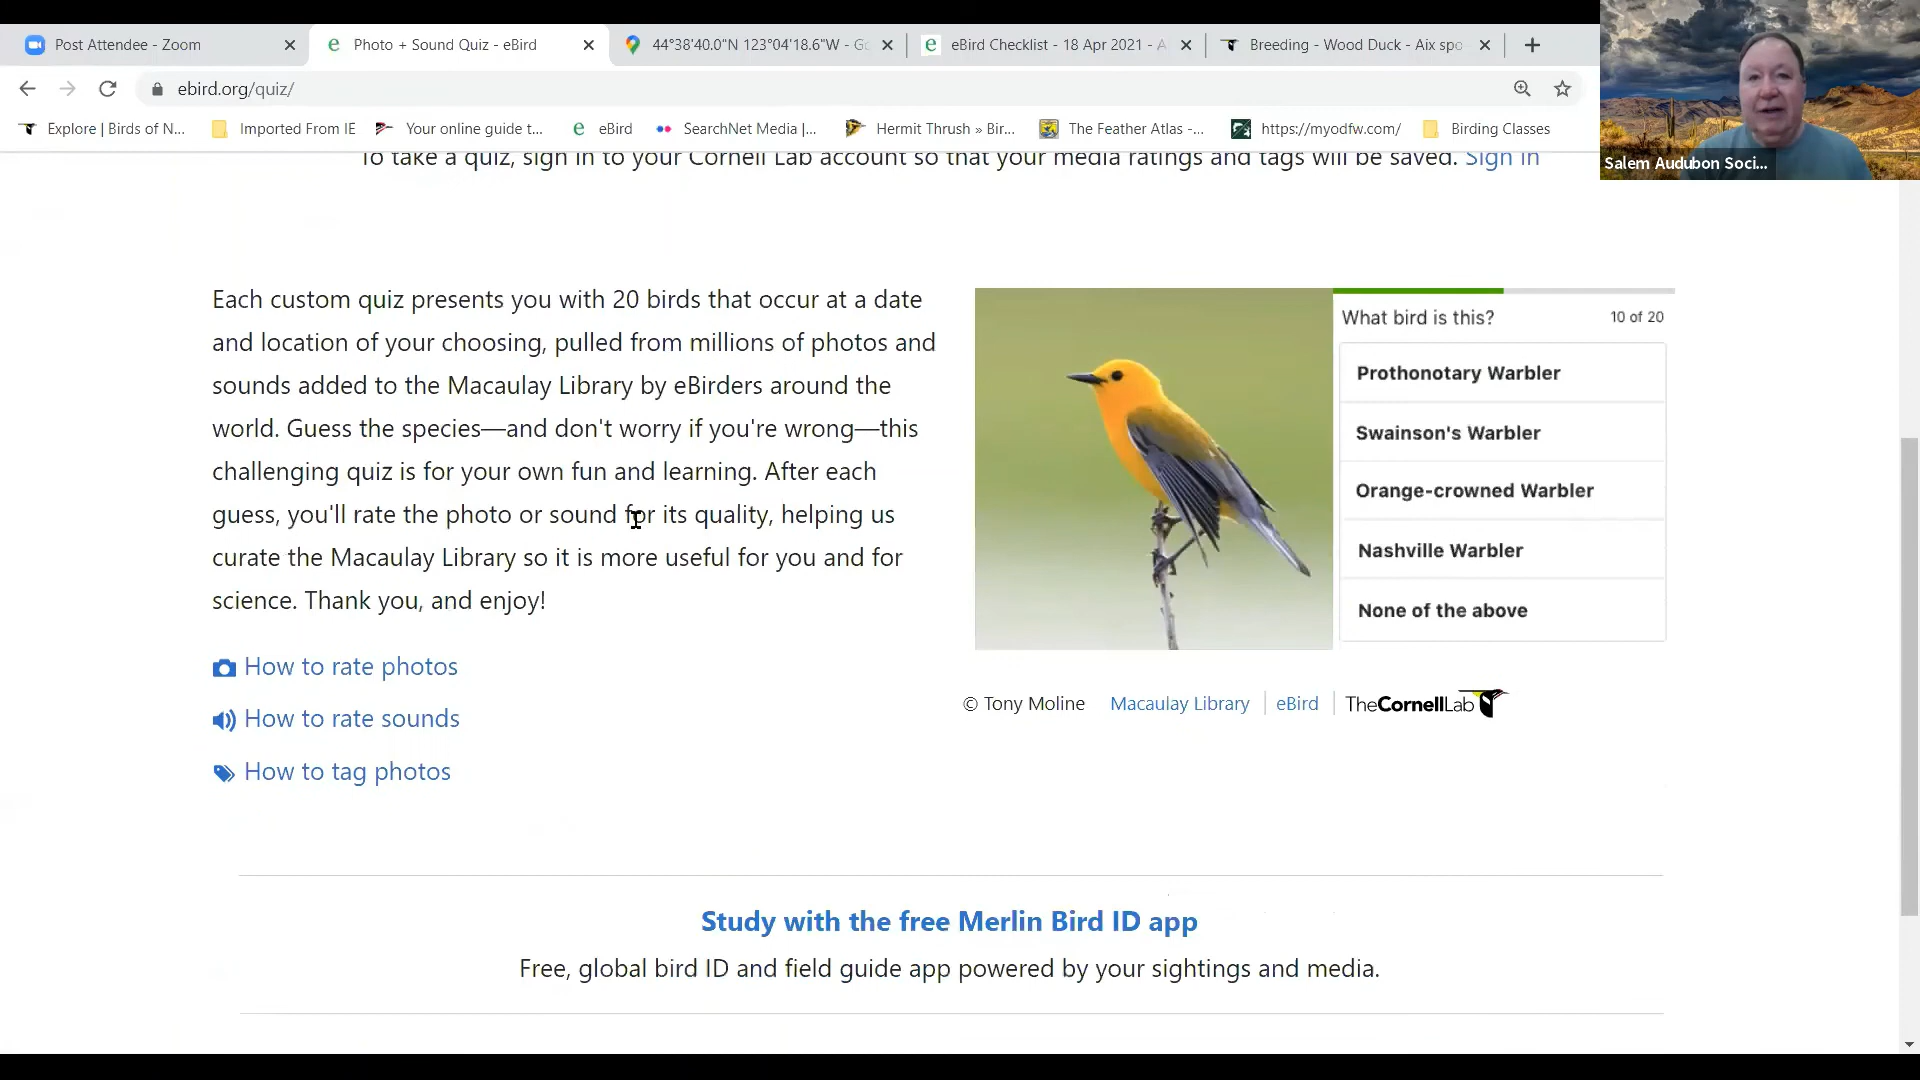 Post Attendee - Zoom
Photo + Sound Quiz - eBird
44°38'40.0"N 123°04'18.6"W - Go
eBird Checklist - 18 Apr 2021 - A
Breeding - Wood Duck - Aix spo
ebird.org/quiz/
Explore | Birds of N...
Imported From IE
Your online guide t...
eBird
SearchNet Media |...
Hermit Thrush » Bir...
The Feather Atlas -...
https://myodfw.com/
Birding Classes
Salem Audubon Soci...
To take a quiz, sign in to your Cornell Lab account so that your media ratings and tags will be saved. Sign in
Each custom quiz presents you with 20 birds that occur at a date
and location of your choosing, pulled from millions of photos and
sounds added to the Macaulay Library by eBirders around the
world. Guess the species—and don't worry if you're wrong—this
challenging quiz is for your own fun and learning. After each
guess, you'll rate the photo or sound for its quality, helping us
curate the Macaulay Library so it is more useful for you and for
science. Thank you, and enjoy!
How to rate photos
How to rate sounds
How to tag photos
What bird is this? 10 of 20
Prothonotary Warbler
Swainson's Warbler
Orange-crowned Warbler
Nashville Warbler
None of the above
© Tony Moline Macaulay Library eBird TheCornellLab
Study with the free Merlin Bird ID app
Free, global bird ID and field guide app powered by your sightings and media.